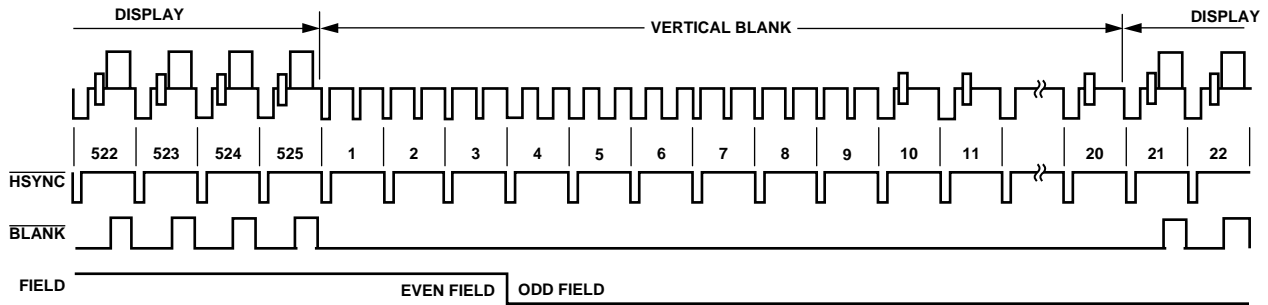 DISPLAY VERTICAL BLANK DISPLAY
522 523 524 525 1 2 3 4 5 6 7 8 9 10 11 20 21 22
HSYNC
BLANK
FIELD EVEN FIELD ODD FIELD